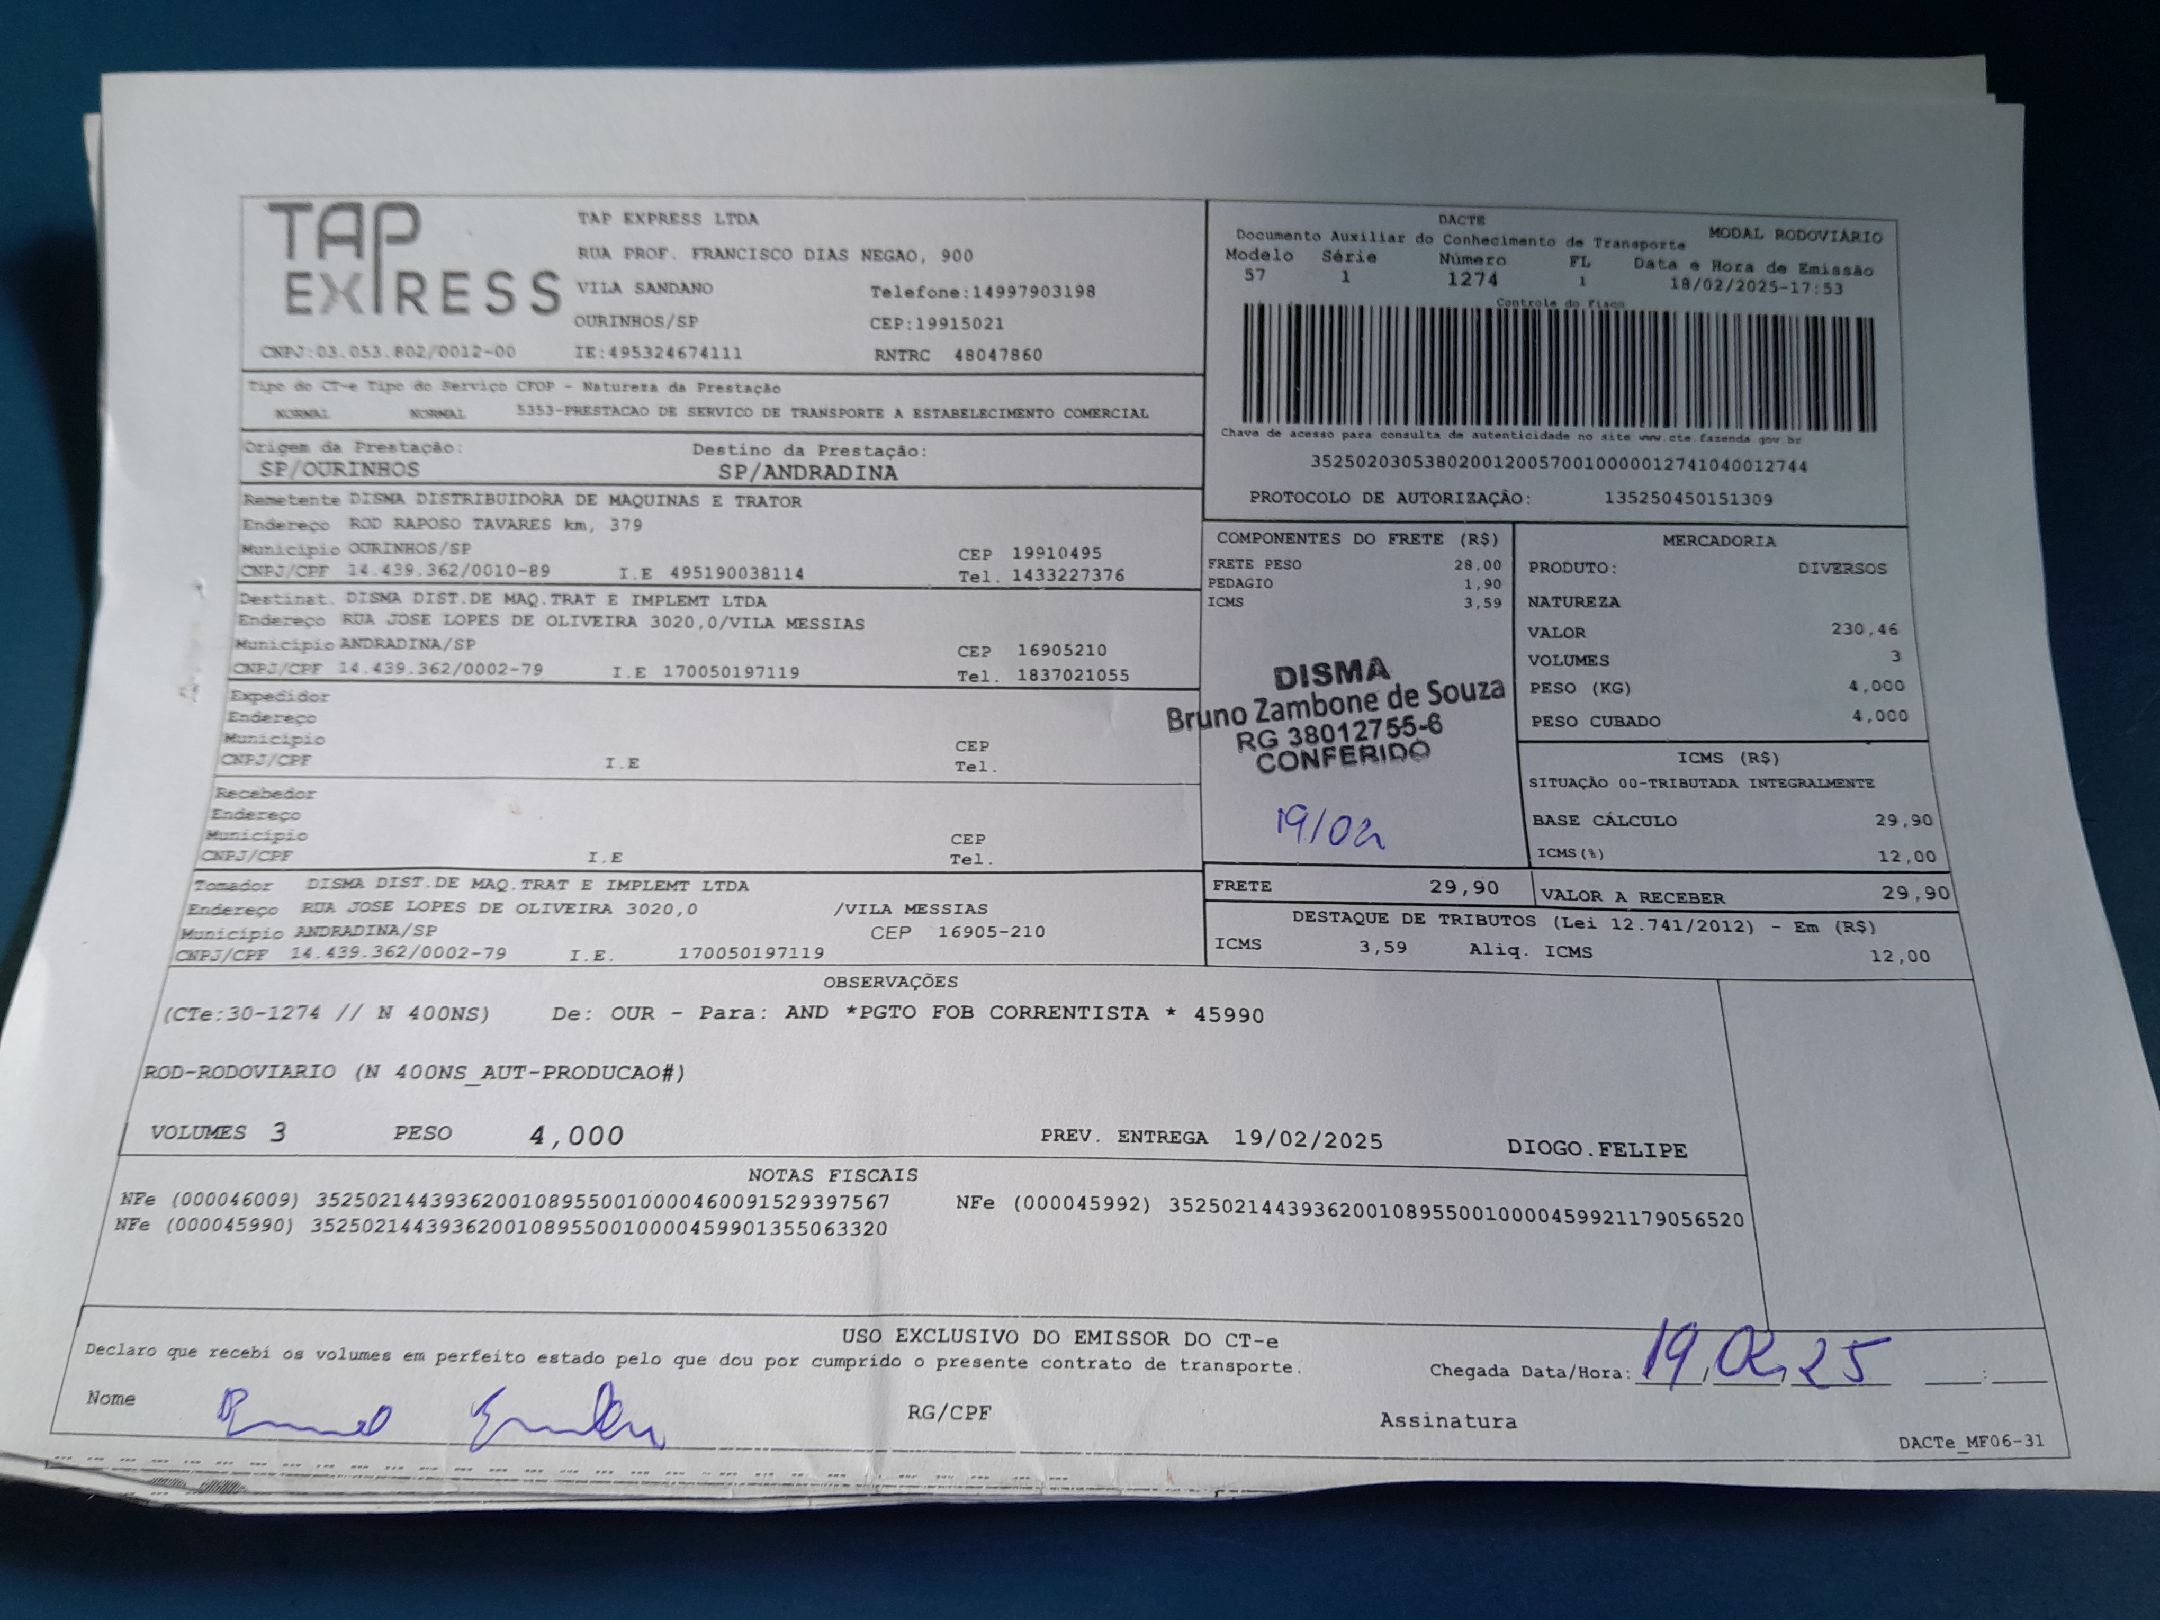 TAP EXPRESS
TAP EXPRESS LTDA
RUA PROF. FRANCISCO DIAS NEGAO, 900
VILA SANDANO Telefone:14997903198
OURINHOS/SP CEP:19915021
CNPJ:03.053.802/0012-00 IE:495324674111 RNTRC 48047860
Tipo do CT-e Tipo do Serviço CFOP - Natureza da Prestação
NORMAL NORMAL 5353-PRESTACAO DE SERVICO DE TRANSPORTE A ESTABELECIMENTO COMERCIAL
Origem da Prestação: Destino da Prestação:
SP/OURINHOS SP/ANDRADINA
Remetente DISMA DISTRIBUIDORA DE MAQUINAS E TRATOR
Endereço ROD RAPOSO TAVARES km, 379
Município OURINHOS/SP CEP 19910495
CNPJ/CPF 14.439.362/0010-89 I.E 495190038114 Tel. 1433227376
Destinat. DISMA DIST.DE MAQ.TRAT E IMPLEMT LTDA
Endereço RUA JOSE LOPES DE OLIVEIRA 3020,0/VILA MESSIAS
Município ANDRADINA/SP CEP 16905210
CNPJ/CPF 14.439.362/0002-79 I.E 170050197119 Tel. 1837021055
Expedidor
Endereço
Município CEP
CNPJ/CPF I.E Tel.
Recebedor
Endereço
Município CEP
CNPJ/CPF I.E Tel.
Tomador DISMA DIST.DE MAQ.TRAT E IMPLEMT LTDA
Endereço RUA JOSE LOPES DE OLIVEIRA 3020,0 /VILA MESSIAS
Município ANDRADINA/SP CEP 16905-210
CNPJ/CPF 14.439.362/0002-79 I.E. 170050197119
DACTE
Documento Auxiliar do Conhecimento de Transporte MODAL RODOVIÁRIO
Modelo Série Número FL Data e Hora de Emissão
57 1 1274 1 18/02/2025-17:53
Controle do Fisco
Chave de acesso para consulta de autenticidade no site www.cte.fazenda.gov.br
35250203053802001200570010000012741040012744
PROTOCOLO DE AUTORIZAÇÃO: 135250450151309
COMPONENTES DO FRETE (R$)
FRETE PESO 28,00
PEDAGIO 1,90
ICMS 3,59
DISMA
Bruno Zambone de Souza
RG 38012755-6
CONFERIDO
19/02
MERCADORIA
PRODUTO: DIVERSOS
NATUREZA
VALOR 230,46
VOLUMES 3
PESO (KG) 4,000
PESO CUBADO 4,000
ICMS (R$)
SITUAÇÃO 00-TRIBUTADA INTEGRALMENTE
BASE CÁLCULO 29,90
ICMS(%) 12,00
FRETE 29,90 VALOR A RECEBER 29,90
DESTAQUE DE TRIBUTOS (Lei 12.741/2012) - Em (R$)
ICMS 3,59 Aliq. ICMS 12,00
OBSERVAÇÕES
(CTe:30-1274 // N 400NS) De: OUR - Para: AND *PGTO FOB CORRENTISTA * 45990
ROD-RODOVIARIO (N 400NS_AUT-PRODUCAO#)
VOLUMES 3 PESO 4,000 PREV. ENTREGA 19/02/2025 DIOGO.FELIPE
NOTAS FISCAIS
NFe (000046009) 35250214439362001089550010000460091529397567 NFe (000045992) 35250214439362001089550010000459921179056520
NFe (000045990) 35250214439362001089550010000459901355063320
USO EXCLUSIVO DO EMISSOR DO CT-e
Declaro que recebi os volumes em perfeito estado pelo que dou por cumprido o presente contrato de transporte.
Chegada Data/Hora: 19,02,25 :
Nome RG/CPF Assinatura
DACTe_MF06-31